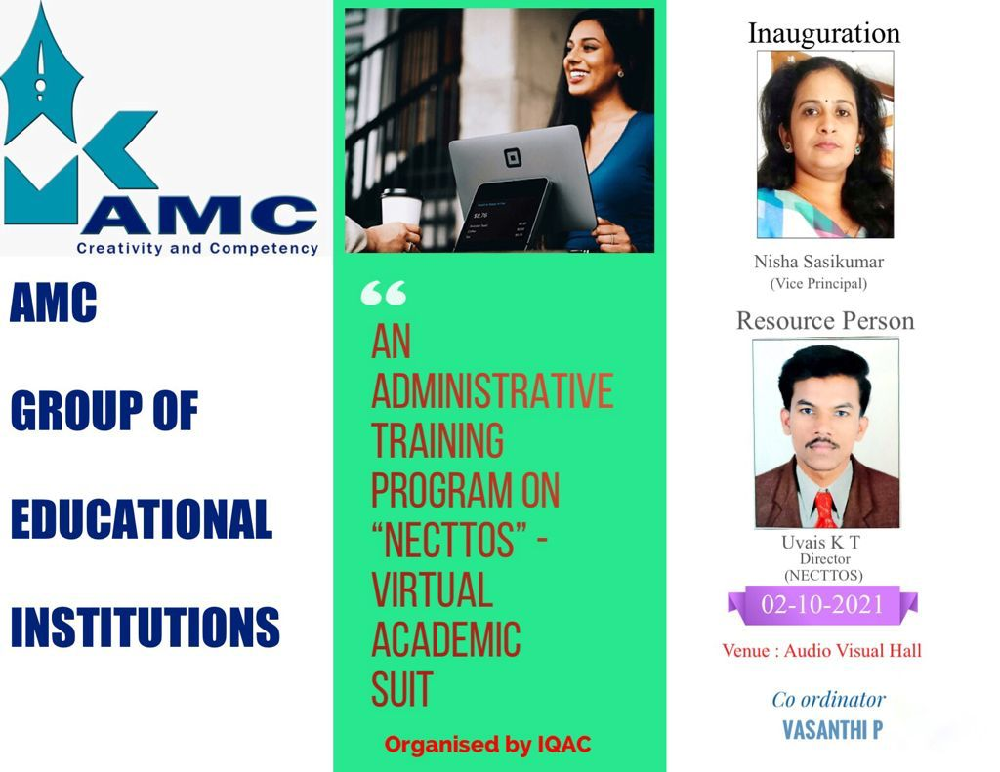 AMC
Creativity and Competency
AMC
GROUP OF
EDUCATIONAL
INSTITUTIONS
“
AN
ADMINISTRATIVE
TRAINING
PROGRAM ON
“NECTTOS” -
VIRTUAL
ACADEMIC
SUIT
Organised by IQAC
Inauguration
Nisha Sasikumar
(Vice Principal)
Resource Person
Uvais K T
Director
(NECTTOS)
02-10-2021
Venue : Audio Visual Hall
Co ordinator
VASANTHI P